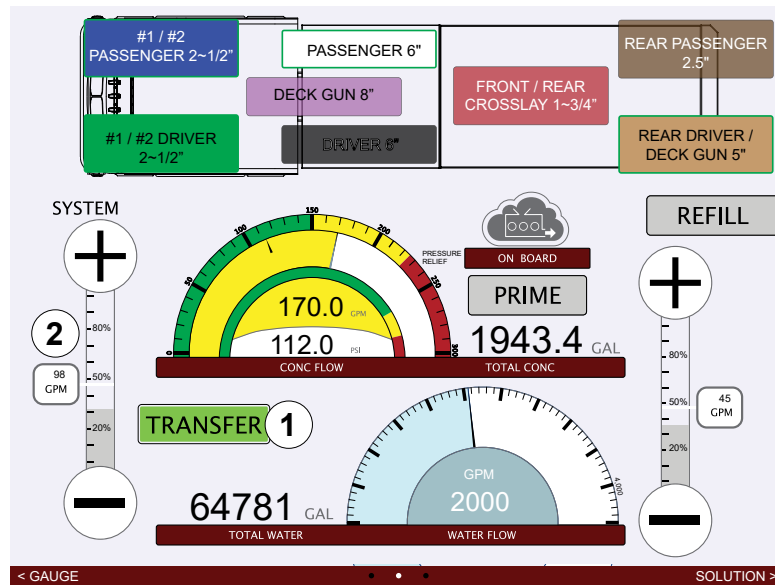 #1 / #2
PASSENGER 2~1/2”
PASSENGER 6"
REAR PASSENGER
2.5"
DECK GUN 8”
FRONT / REAR
CROSSLAY 1~3/4”
#1 / #2 DRIVER
2~1/2”
DRIVER 6"
REAR DRIVER /
DECK GUN 5"
SYSTEM
REFILL
0
50
100
150
200
250
300
PRESSURE
RELIEF
ON BOARD
PRIME
170.0 GPM
112.0 PSI
1943.4 GAL
CONC FLOW
TOTAL CONC
2
80%
50%
20%
98
GPM
80%
50%
20%
45
GPM
TRANSFER
1
4,000
GPM
2000
64781 GAL
TOTAL WATER
WATER FLOW
< GAUGE
SOLUTION >